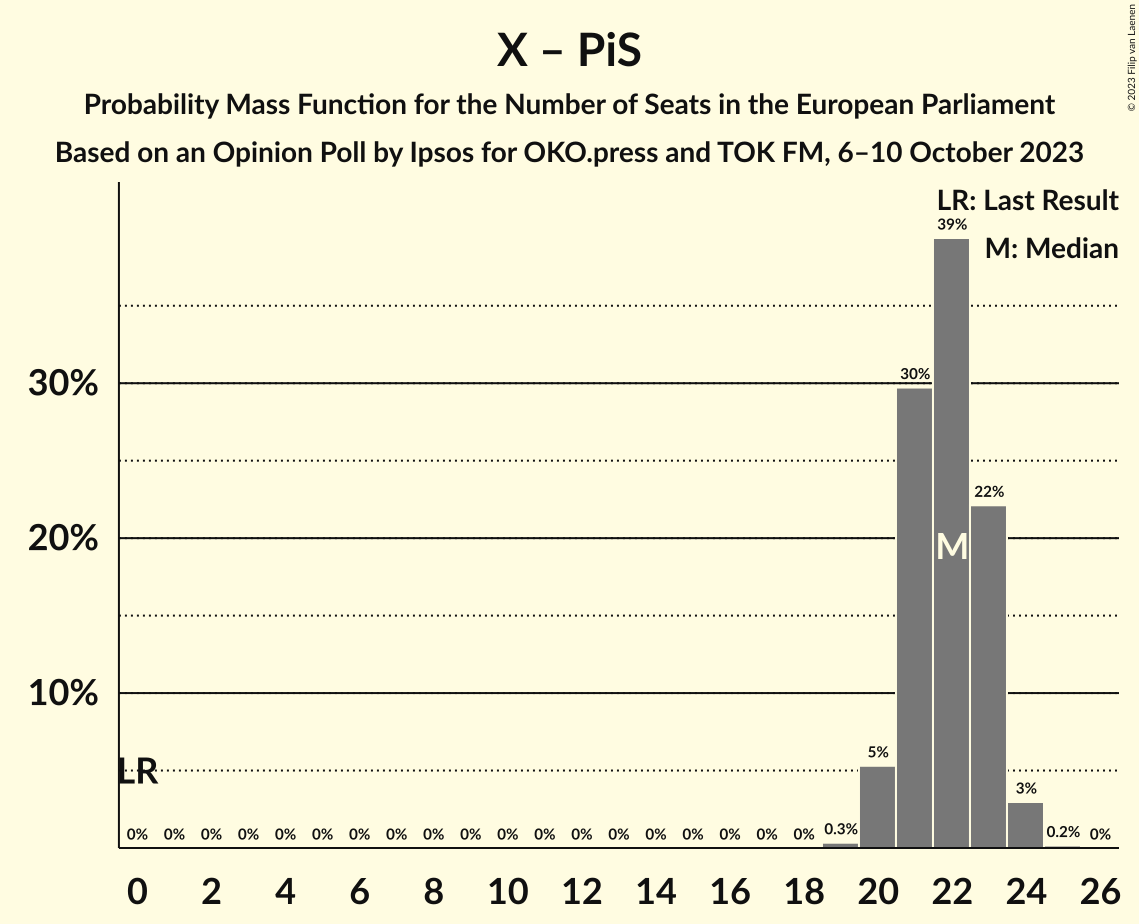 X – PiS
Probability Mass Function for the Number of Seats in the European Parliament
Based on an Opinion Poll by Ipsos for OKO.press and TOK FM, 6–10 October 2023
© 2023 Filip van Laenen
LR: Last Result
M: Median
39%
30%
30%
22%
20%
M
10%
LR
5%
3%
0% 0% 0% 0% 0% 0% 0% 0% 0% 0% 0% 0% 0% 0% 0% 0% 0% 0% 0% 0.3% 0.2% 0%
0 2 4 6 8 10 12 14 16 18 20 22 24 26